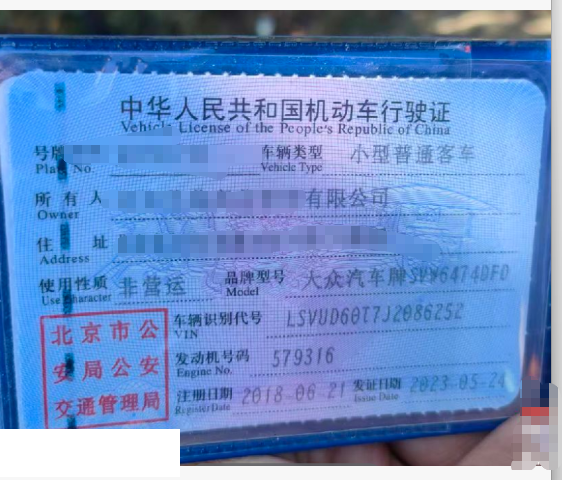 中华人民共和国机动车行驶证
Vehicle License of the People's Republic of China
号牌 车辆类型 小型普通客车
Plate No. Vehicle Type
所有人 有限公司
Owner
住址
Address
使用性质 非营运 品牌型号 大众汽车牌SVW6474DFD
Use Character Model
北京市公
安局公安
交通管理局
车辆识别代号 LSVUD60T7J2086252
VIN
发动机号码 579316
Engine No.
注册日期 2018-06-21 发证日期 2023-05-24
Register Date Issue Date